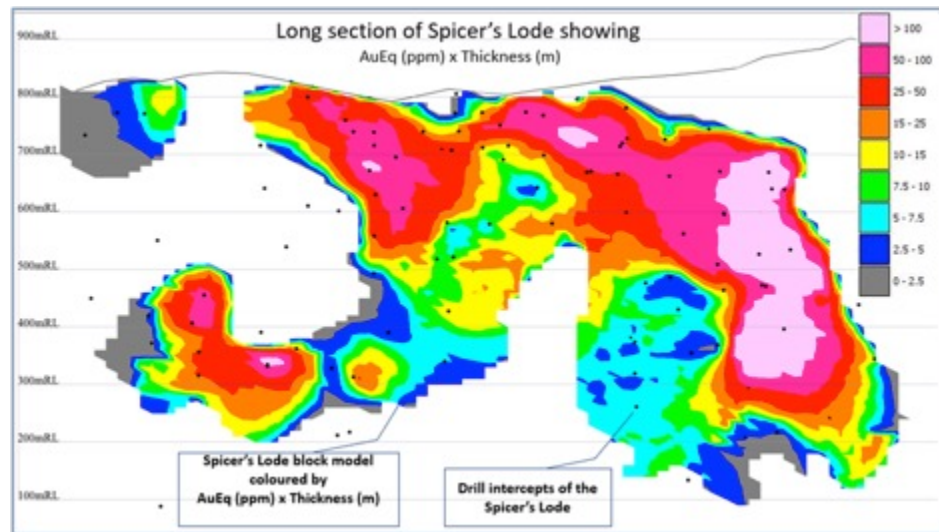 Long section of Spicer's Lode showing
AuEq (ppm) x Thickness (m)
900mRL
800mRL
700mRL
600mRL
500mRL
400mRL
300mRL
200mRL
100mRL
> 100
50 - 100
25 - 50
15 - 25
10 - 15
7.5 - 10
5 - 7.5
2.5 - 5
0 - 2.5
Spicer's Lode block model
coloured by
AuEq (ppm) x Thickness (m)
Drill intercepts of the
Spicer's Lode